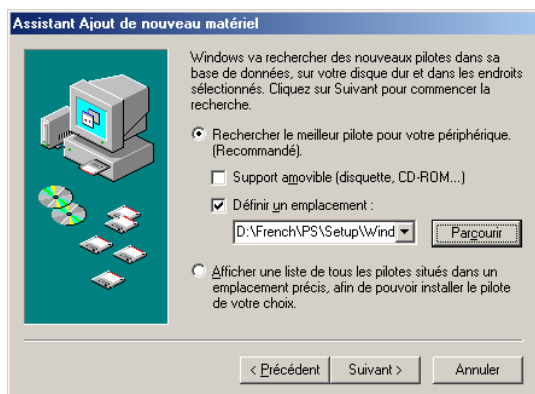 Assistant Ajout de nouveau matériel
Windows va rechercher des nouveaux pilotes dans sa
base de données, sur votre disque dur et dans les endroits
sélectionnés. Cliquez sur Suivant pour commencer la
recherche.
Rechercher le meilleur pilote pour votre périphérique.
(Recommandé).
Support amovible (disquette, CD-ROM...)
Définir un emplacement :
D:\French\PS\Setup\Wind
Parcourir
Afficher une liste de tous les pilotes situés dans un
emplacement précis, afin de pouvoir installer le pilote
de votre choix.
< Précédent Suivant > Annuler